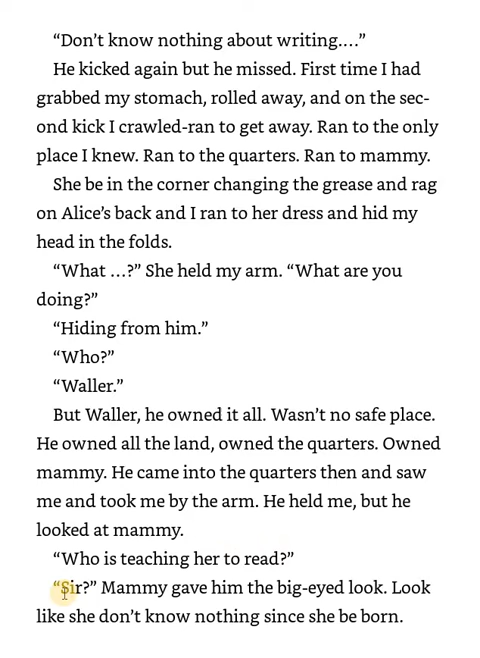 “Don’t know nothing about writing....”
He kicked again but he missed. First time I had
grabbed my stomach, rolled away, and on the sec-
ond kick I crawled-ran to get away. Ran to the only
place I knew. Ran to the quarters. Ran to mammy.
She be in the corner changing the grease and rag
on Alice’s back and I ran to her dress and hid my
head in the folds.
“What ...?” She held my arm. “What are you
doing?”
“Hiding from him.”
“Who?”
“Waller.”
But Waller, he owned it all. Wasn’t no safe place.
He owned all the land, owned the quarters. Owned
mammy. He came into the quarters then and saw
me and took me by the arm. He held me, but he
looked at mammy.
“Who is teaching her to read?”
“Sir?” Mammy gave him the big-eyed look. Look
like she don’t know nothing since she be born.